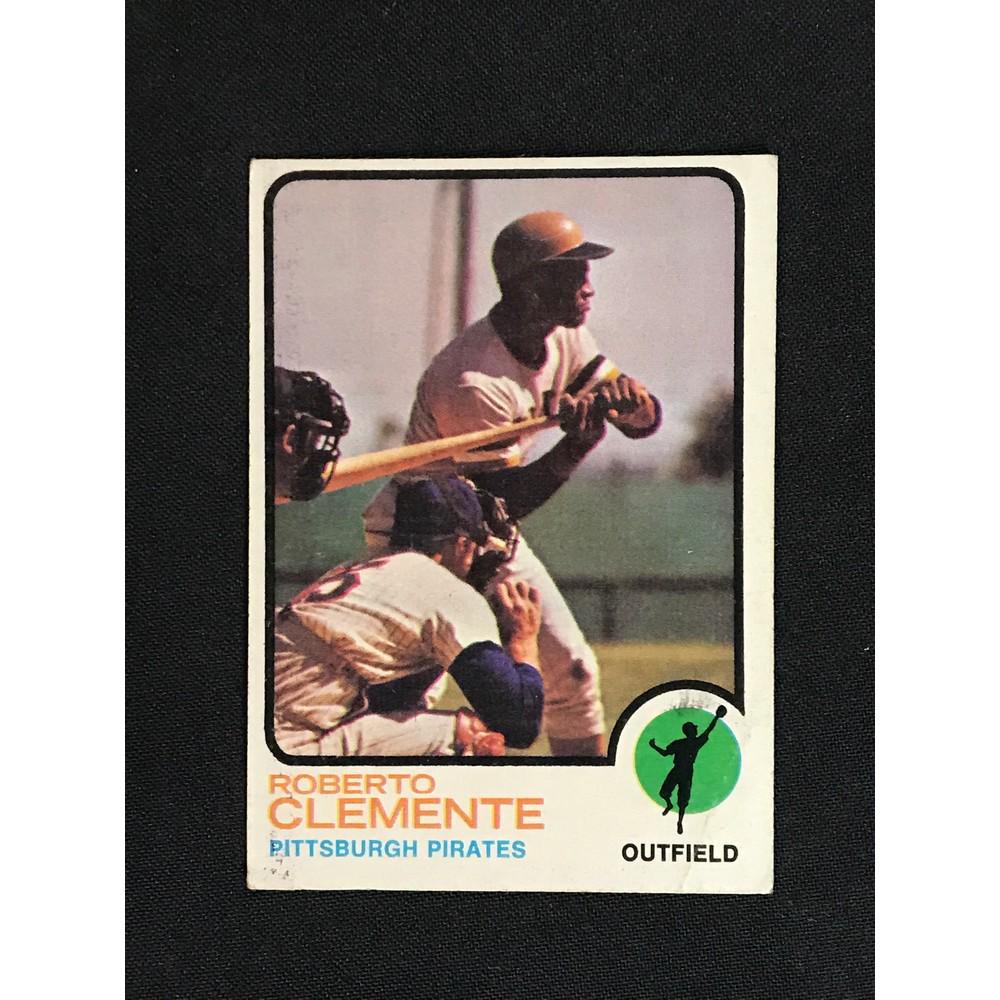 ROBERTO
CLEMENTE
PITTSBURGH PIRATES
OUTFIELD